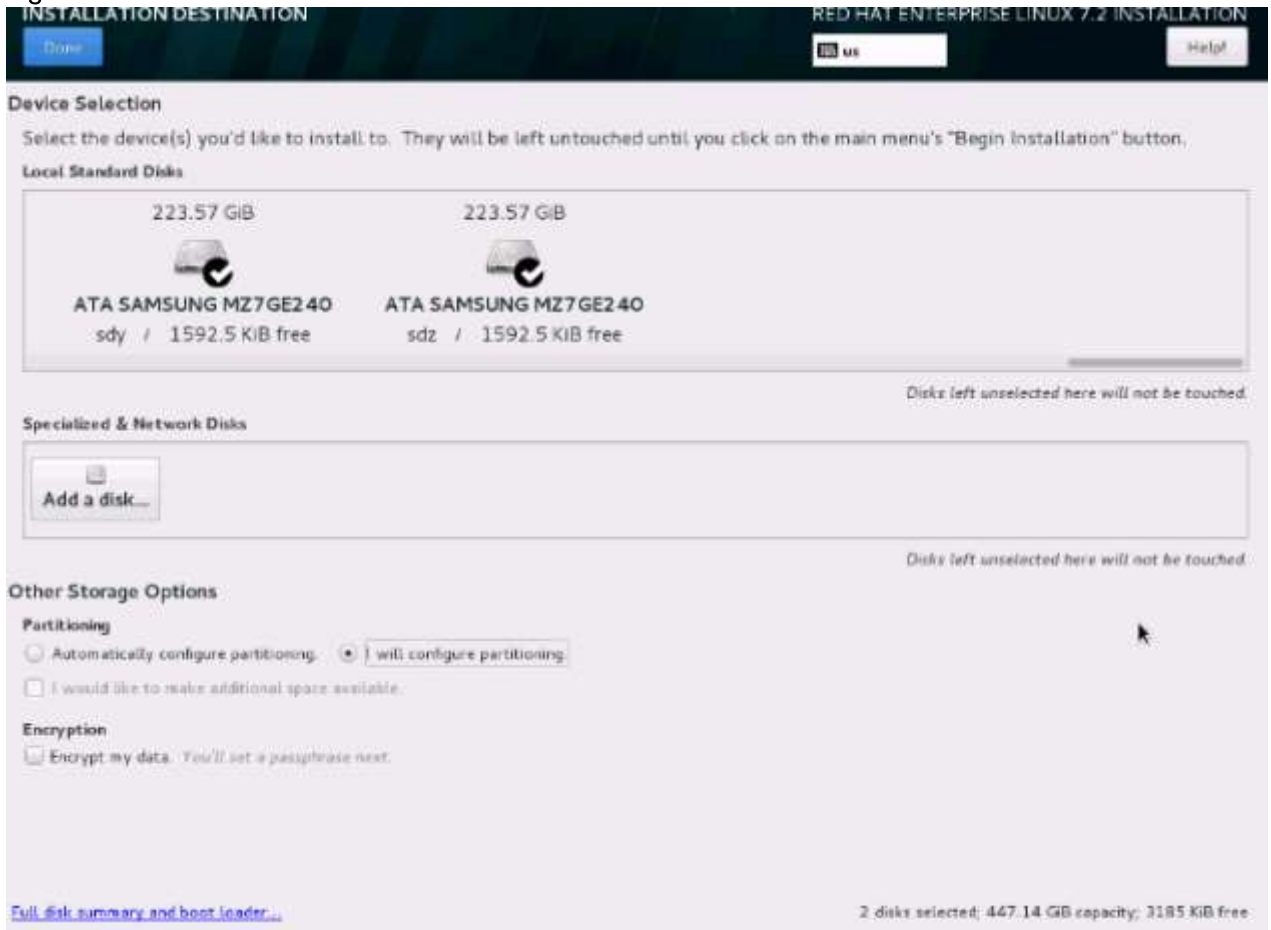 INSTALLATION DESTINATION
RED HAT ENTERPRISE LINUX 7.2 INSTALLATION
Done
us
Help!
Device Selection
Select the device(s) you'd like to install to. They will be left untouched until you click on the main menu's "Begin Installation" button.
Local Standard Disks
223.57 GiB 223.57 GiB
ATA SAMSUNG MZ7GE240 ATA SAMSUNG MZ7GE240
sdy / 1592.5 KiB free sdz / 1592.5 KiB free
Disks left unselected here will not be touched.
Specialized & Network Disks
Add a disk...
Disks left unselected here will not be touched.
Other Storage Options
Partitioning
Automatically configure partitioning. I will configure partitioning.
I would like to make additional space available.
Encryption
Encrypt my data. You'll set a passphrase next.
Full disk summary and boot loader...
2 disks selected; 447.14 GiB capacity; 3185 KiB free